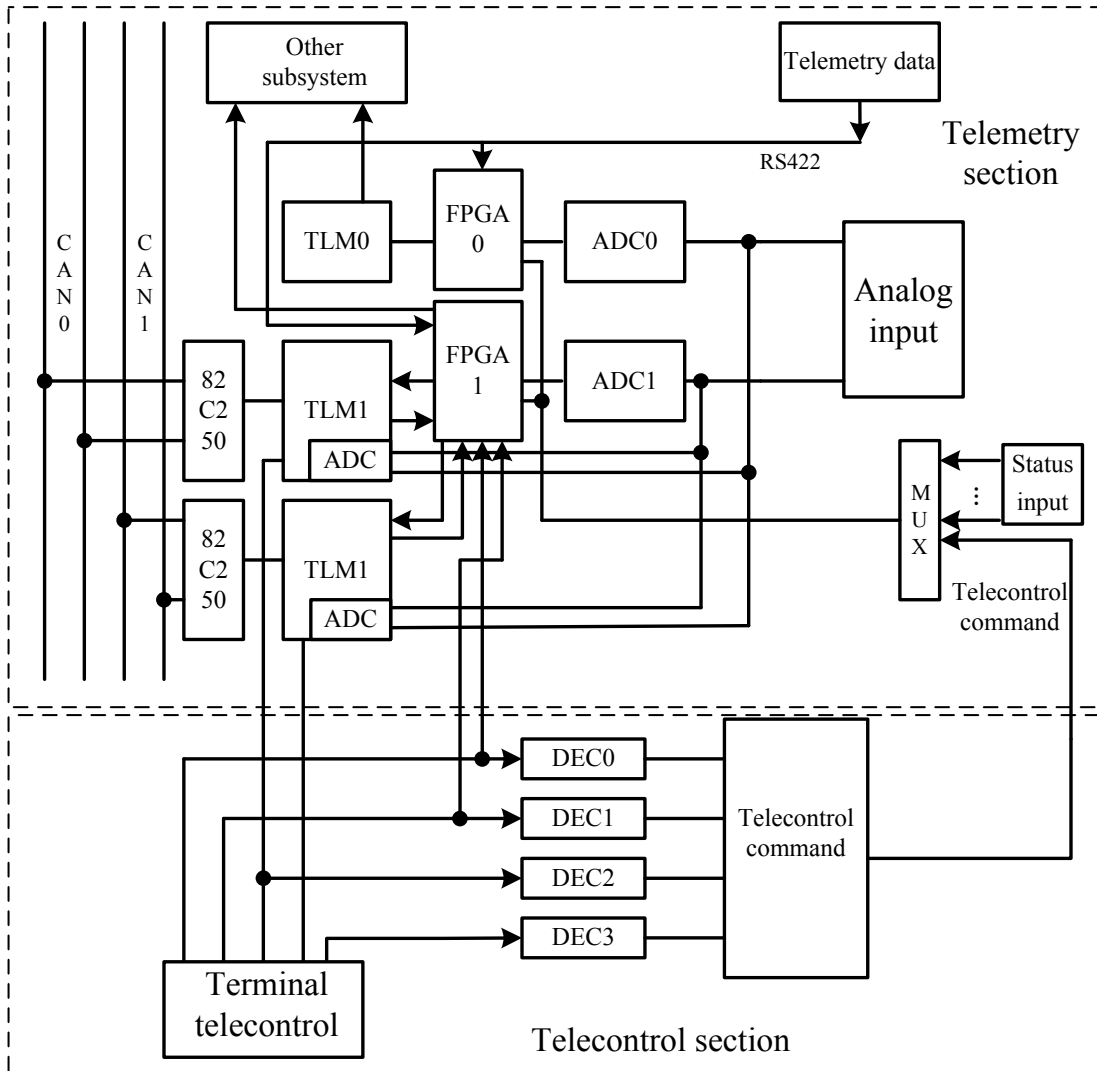 Other
subsystem
Telemetry data
RS422
Telemetry
section
C
A
N
0
C
A
N
1
TLM0
FPGA
0
ADC0
Analog
input
82
C2
50
TLM1
ADC
FPGA
1
ADC1
82
C2
50
TLM1
ADC
M
U
X
...
Status
input
Telecontrol
command
DEC0
DEC1
DEC2
DEC3
Telecontrol
command
Terminal
telecontrol
Telecontrol section